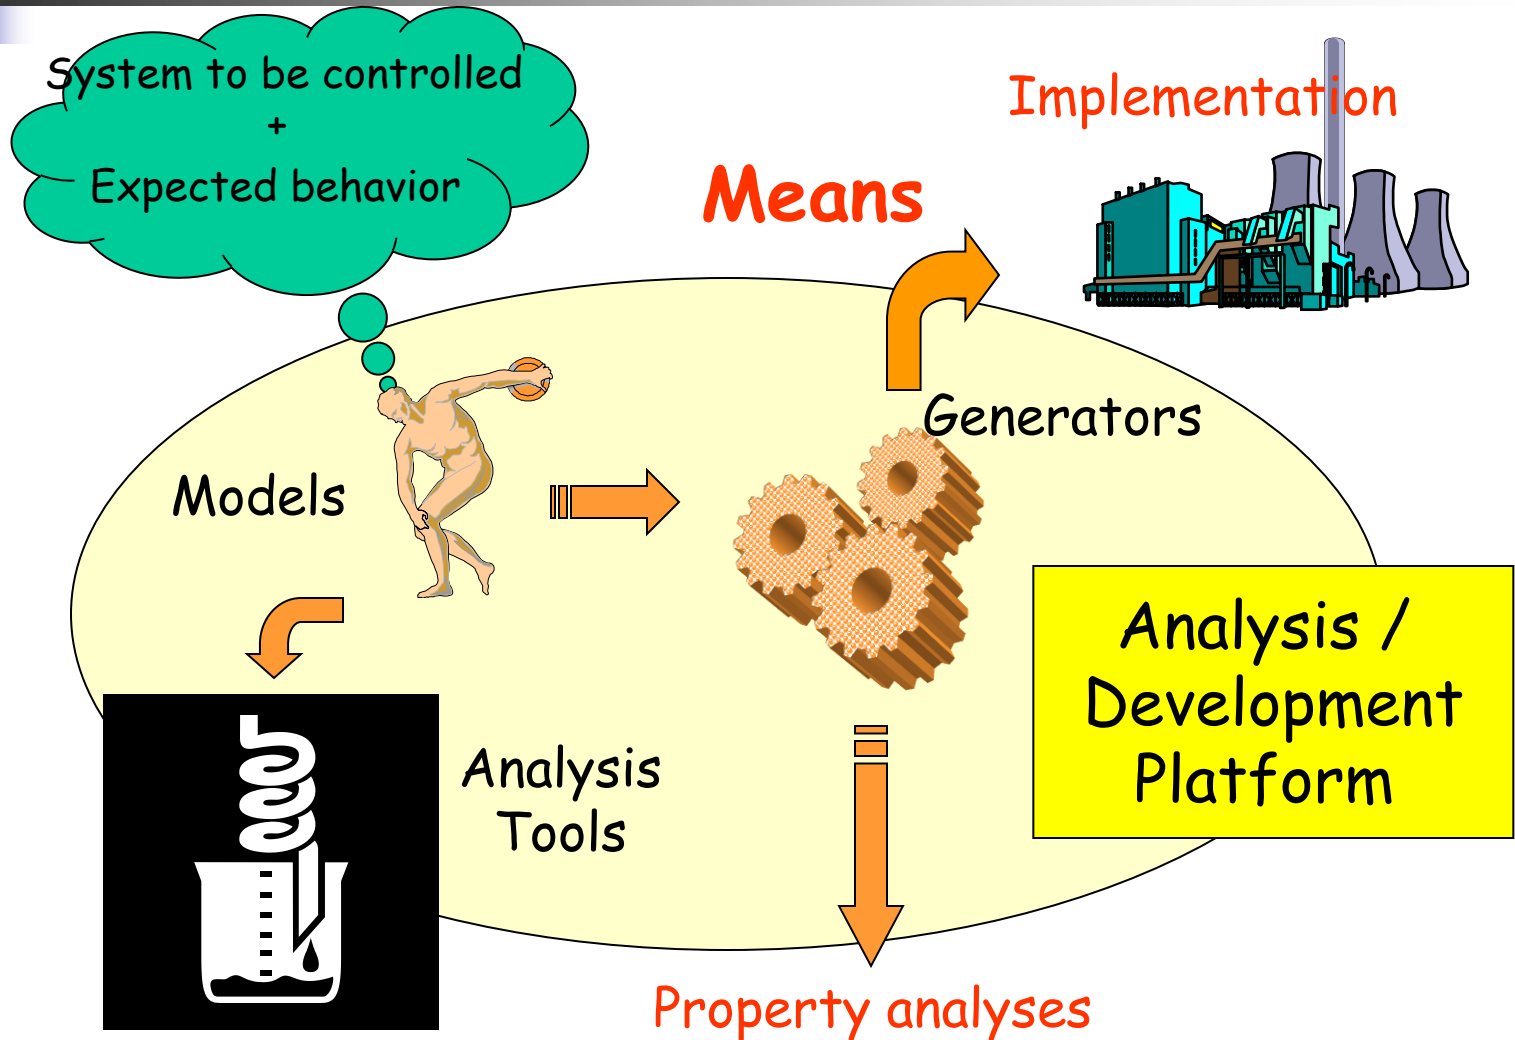 System to be controlled
+
Expected behavior
Implementation
Means
Generators
Models
Analysis /
Development
Platform
Analysis
Tools
Property analyses